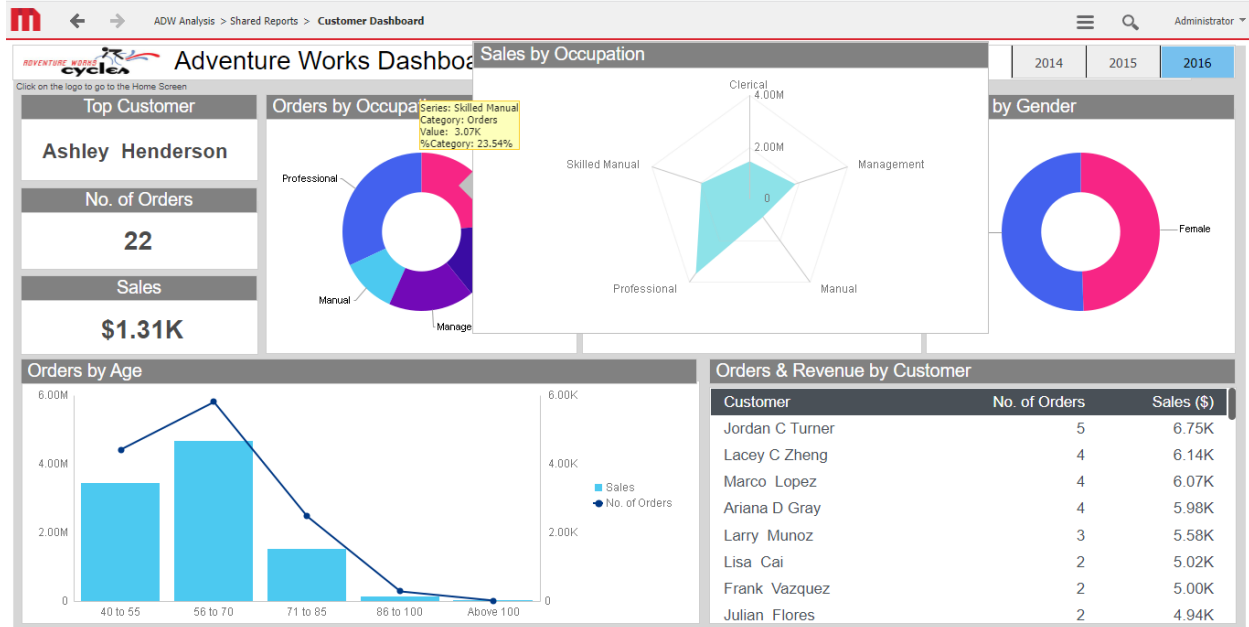 ADW Analysis > Shared Reports > Customer Dashboard
Administrator
ADVENTURE WORKS
cycles
Adventure Works Dashboa
2014
2015
2016
Click on the logo to go to the Home Screen
Top Customer
Ashley Henderson
No. of Orders
22
Sales
$1.31K
Orders by Occupa
Series: Skilled Manual
Category: Orders
Value: 3.07K
%Category: 23.54%
Professional
Manual
Manage
Sales by Occupation
Clerical
4.00M
2.00M
0
Skilled Manual
Management
Professional
Manual
by Gender
Female
Orders by Age
6.00M
4.00M
2.00M
0
6.00K
4.00K
2.00K
0
40 to 55
56 to 70
71 to 85
86 to 100
Above 100
Sales
No. of Orders
Orders & Revenue by Customer
Customer No. of Orders Sales ($)
Jordan C Turner 5 6.75K
Lacey C Zheng 4 6.14K
Marco Lopez 4 6.07K
Ariana D Gray 4 5.98K
Larry Munoz 3 5.58K
Lisa Cai 2 5.02K
Frank Vazquez 2 5.00K
Julian Flores 2 4.94K